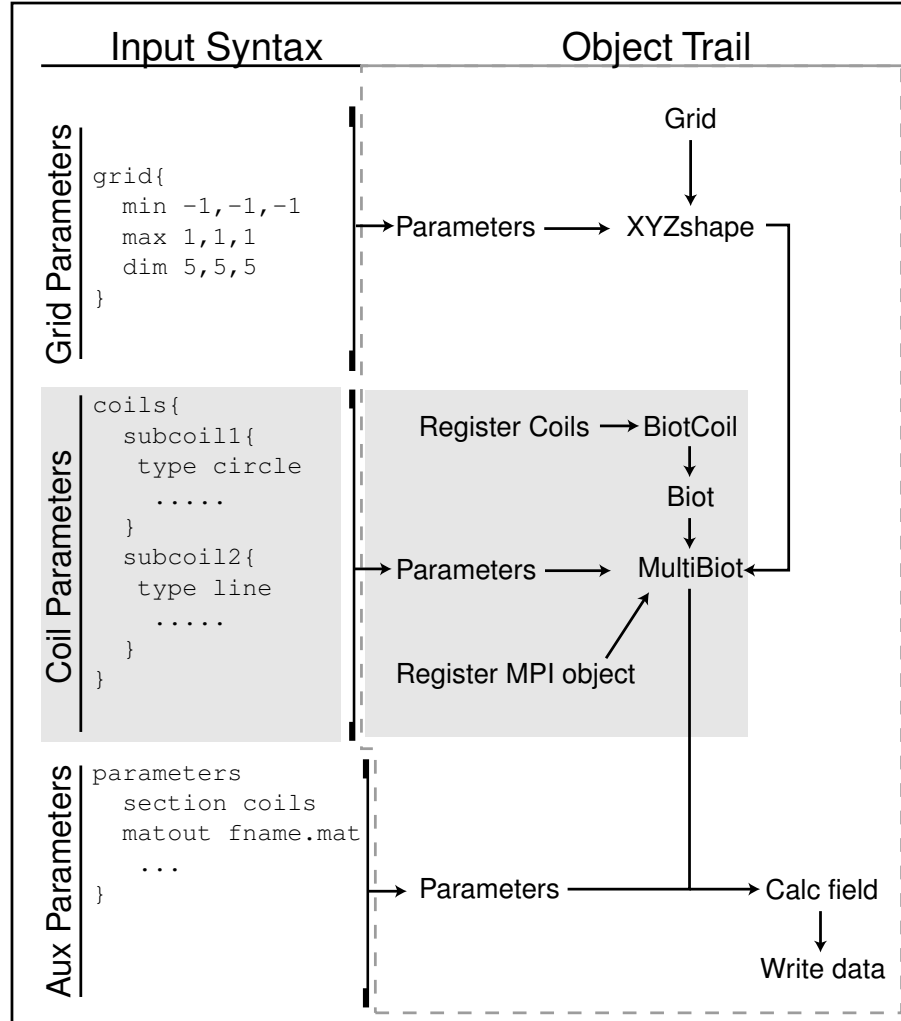 Input Syntax
Object Trail
Grid Parameters
grid{
min -1,-1,-1
max 1,1,1
dim 5,5,5
}
Grid
Parameters
XYZshape
Coil Parameters
coils{
subcoil1{
type circle
.....
}
subcoil2{
type line
.....
}
}
Register Coils
BiotCoil
Biot
Parameters
MultiBiot
Register MPI object
Aux Parameters
parameters
section coils
matout fname.mat
...
}
Parameters
Calc field
Write data